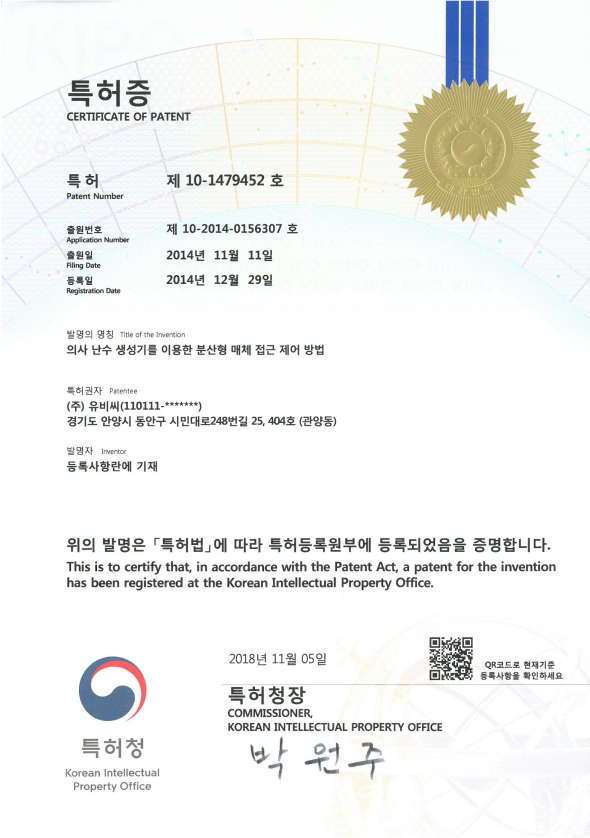 특허증
CERTIFICATE OF PATENT
특 허 제 10-1479452 호
Patent Number
출원번호 제 10-2014-0156307 호
Application Number
출원일 2014년 11월 11일
Filing Date
등록일 2014년 12월 29일
Registration Date
발명의 명칭 Title of the Invention
의사 난수 생성기를 이용한 분산형 매체 접근 제어 방법
특허권자 Patentee
(주) 유비씨(110111-*******)
경기도 안양시 동안구 시민대로248번길 25, 404호 (관양동)
발명자 Inventor
등록사항란에 기재
위의 발명은 「특허법」에 따라 특허등록원부에 등록되었음을 증명합니다.
This is to certify that, in accordance with the Patent Act, a patent for the invention
has been registered at the Korean Intellectual Property Office.
2018년 11월 05일
QR코드로 현재기준
등록사항을 확인하세요
특허청장
COMMISSIONER,
KOREAN INTELLECTUAL PROPERTY OFFICE
박 원 주
특허청
Korean Intellectual
Property Office
대한민국
KIPO